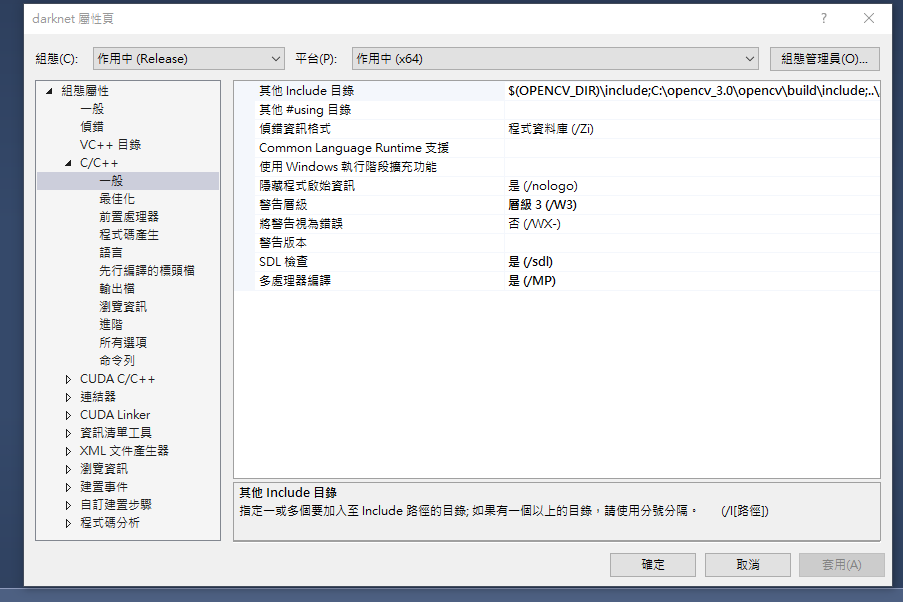 darknet 屬性頁
?
組態(C):
作用中 (Release)
平台(P):
作用中 (x64)
組態管理員(O)...
組態屬性
一般
偵錯
VC++ 目錄
C/C++
一般
最佳化
前置處理器
程式碼產生
語言
先行編譯的標頭檔
輸出檔
瀏覽資訊
進階
所有選項
命令列
CUDA C/C++
連結器
CUDA Linker
資訊清單工具
XML 文件產生器
瀏覽資訊
建置事件
自訂建置步驟
程式碼分析
其他 Include 目錄 $(OPENCV_DIR)\include;C:\opencv_3.0\opencv\build\include;..\
其他 #using 目錄
偵錯資訊格式 程式資料庫 (/Zi)
Common Language Runtime 支援
使用 Windows 執行階段擴充功能
隱藏程式啟始資訊 是 (/nologo)
警告層級 層級 3 (/W3)
將警告視為錯誤 否 (/WX-)
警告版本
SDL 檢查 是 (/sdl)
多處理器編譯 是 (/MP)
其他 Include 目錄
指定一或多個要加入至 Include 路徑的目錄; 如果有一個以上的目錄，請使用分號分隔。 (/I[路徑])
確定
取消
套用(A)